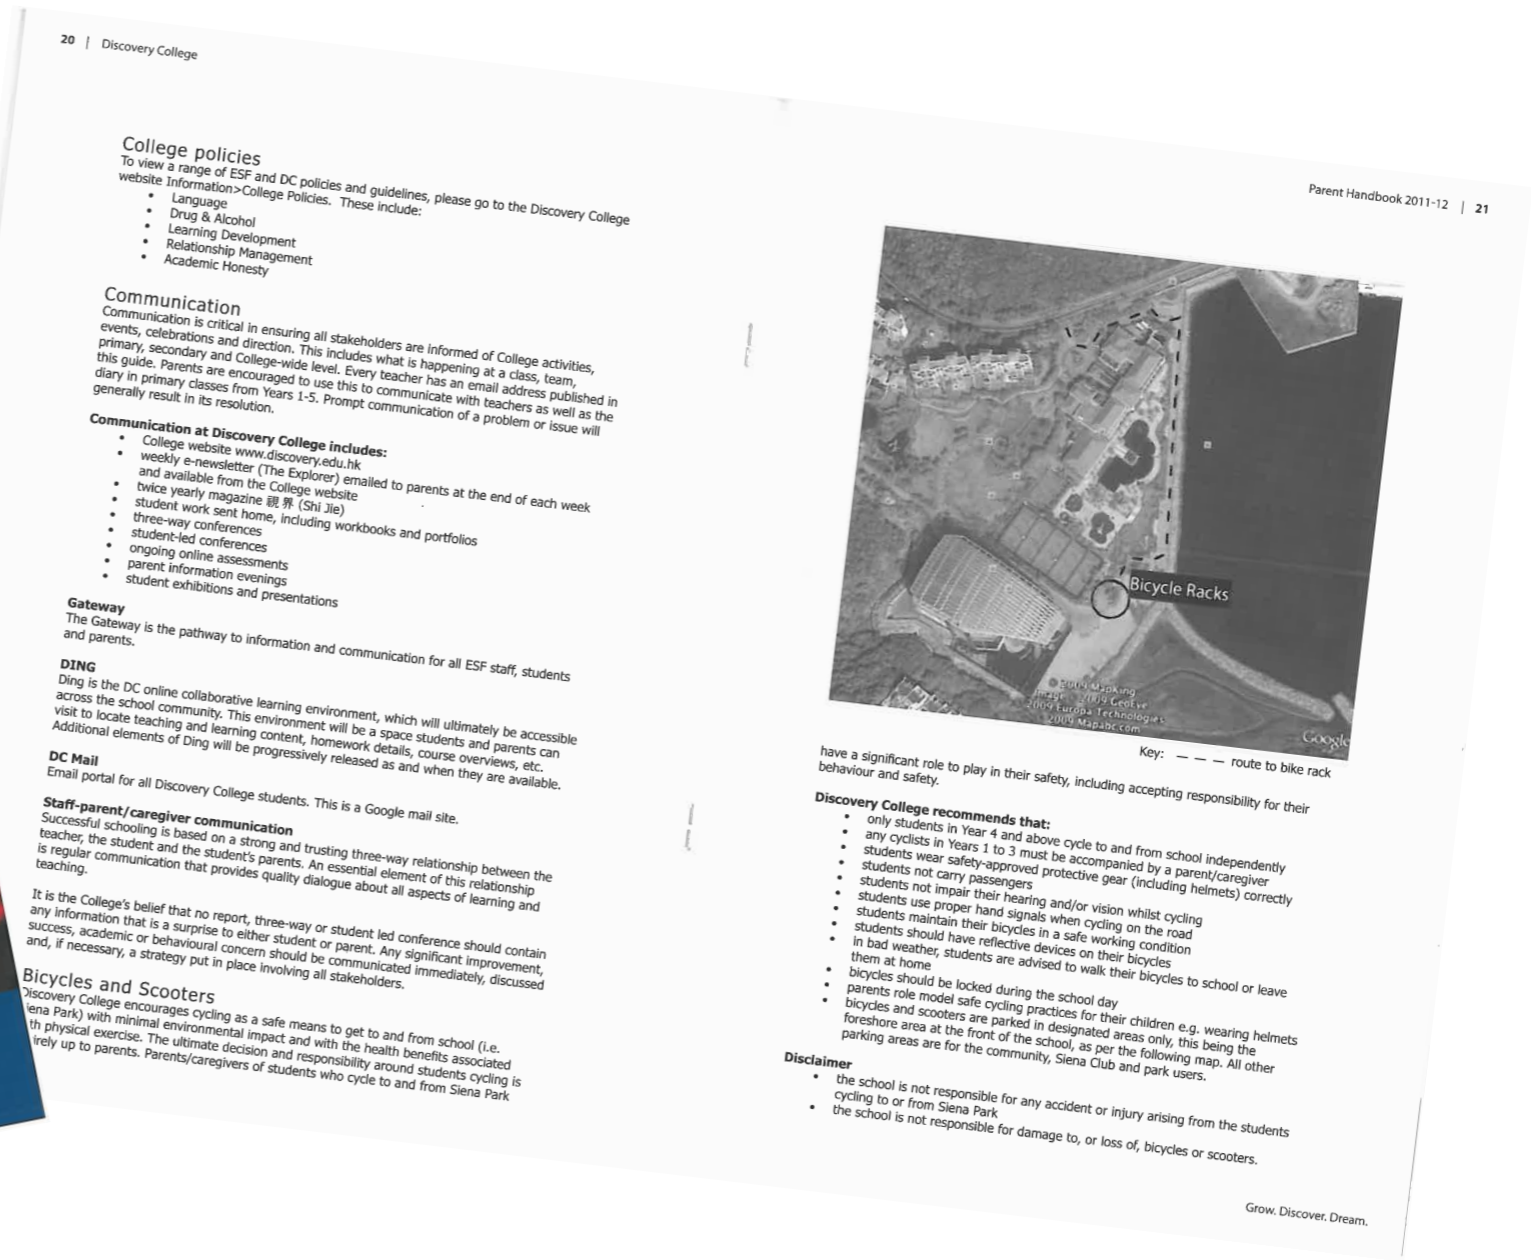 20 | Discovery College
College policies
To view a range of ESF and DC policies and guidelines, please go to the Discovery College
website Information>College Policies. These include:
• Language
• Drug & Alcohol
• Learning Development
• Relationship Management
• Academic Honesty
Communication
Communication is critical in ensuring all stakeholders are informed of College activities,
events, celebrations and direction. This includes what is happening at a class, team,
primary, secondary and College-wide level. Every teacher has an email address published in
this guide. Parents are encouraged to use this to communicate with teachers as well as the
diary in primary classes from Years 1-5. Prompt communication of a problem or issue will
generally result in its resolution.
Communication at Discovery College includes:
• College website www.discovery.edu.hk
• weekly e-newsletter (The Explorer) emailed to parents at the end of each week
and available from the College website
• twice yearly magazine 視界 (Shi Jie)
• student work sent home, including workbooks and portfolios
• three-way conferences
• student-led conferences
• ongoing online assessments
• parent information evenings
• student exhibitions and presentations
Gateway
The Gateway is the pathway to information and communication for all ESF staff, students
and parents.
DING
Ding is the DC online collaborative learning environment, which will ultimately be accessible
across the school community. This environment will be a space students and parents can
visit to locate teaching and learning content, homework details, course overviews, etc.
Additional elements of Ding will be progressively released as and when they are available.
DC Mail
Email portal for all Discovery College students. This is a Google mail site.
Staff-parent/caregiver communication
Successful schooling is based on a strong and trusting three-way relationship between the
teacher, the student and the student's parents. An essential element of this relationship
is regular communication that provides quality dialogue about all aspects of learning and
teaching.
It is the College's belief that no report, three-way or student led conference should contain
any information that is a surprise to either student or parent. Any significant improvement,
success, academic or behavioural concern should be communicated immediately, discussed
and, if necessary, a strategy put in place involving all stakeholders.
Bicycles and Scooters
Discovery College encourages cycling as a safe means to get to and from school (i.e.
iena Park) with minimal environmental impact and with the health benefits associated
th physical exercise. The ultimate decision and responsibility around students cycling is
irely up to parents. Parents/caregivers of students who cycle to and from Siena Park
Parent Handbook 2011-12 | 21
Bicycle Racks
© 2009 MapKing
Image © 2009 GeoEye
2009 Europa Technologies
2009 Mapabc.com
Google
Key: — — — route to bike rack
have a significant role to play in their safety, including accepting responsibility for their
behaviour and safety.
Discovery College recommends that:
• only students in Year 4 and above cycle to and from school independently
• any cyclists in Years 1 to 3 must be accompanied by a parent/caregiver
• students wear safety-approved protective gear (including helmets) correctly
• students not carry passengers
• students not impair their hearing and/or vision whilst cycling
• students use proper hand signals when cycling on the road
• students maintain their bicycles in a safe working condition
• students should have reflective devices on their bicycles
• in bad weather, students are advised to walk their bicycles to school or leave
them at home
• bicycles should be locked during the school day
• parents role model safe cycling practices for their children e.g. wearing helmets
• bicycles and scooters are parked in designated areas only, this being the
foreshore area at the front of the school, as per the following map. All other
parking areas are for the community, Siena Club and park users.
Disclaimer
• the school is not responsible for any accident or injury arising from the students
cycling to or from Siena Park
• the school is not responsible for damage to, or loss of, bicycles or scooters.
Grow. Discover. Dream.